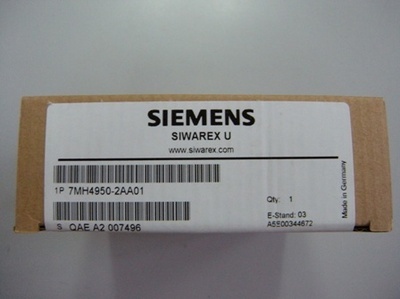 SIEMENS
SIWAREX U
www.siwarex.com
1P 7MH4950-2AA01
Qty. 1
S QAE A2 007496
E-Stand: 03
A5E00344672
Made in Germany